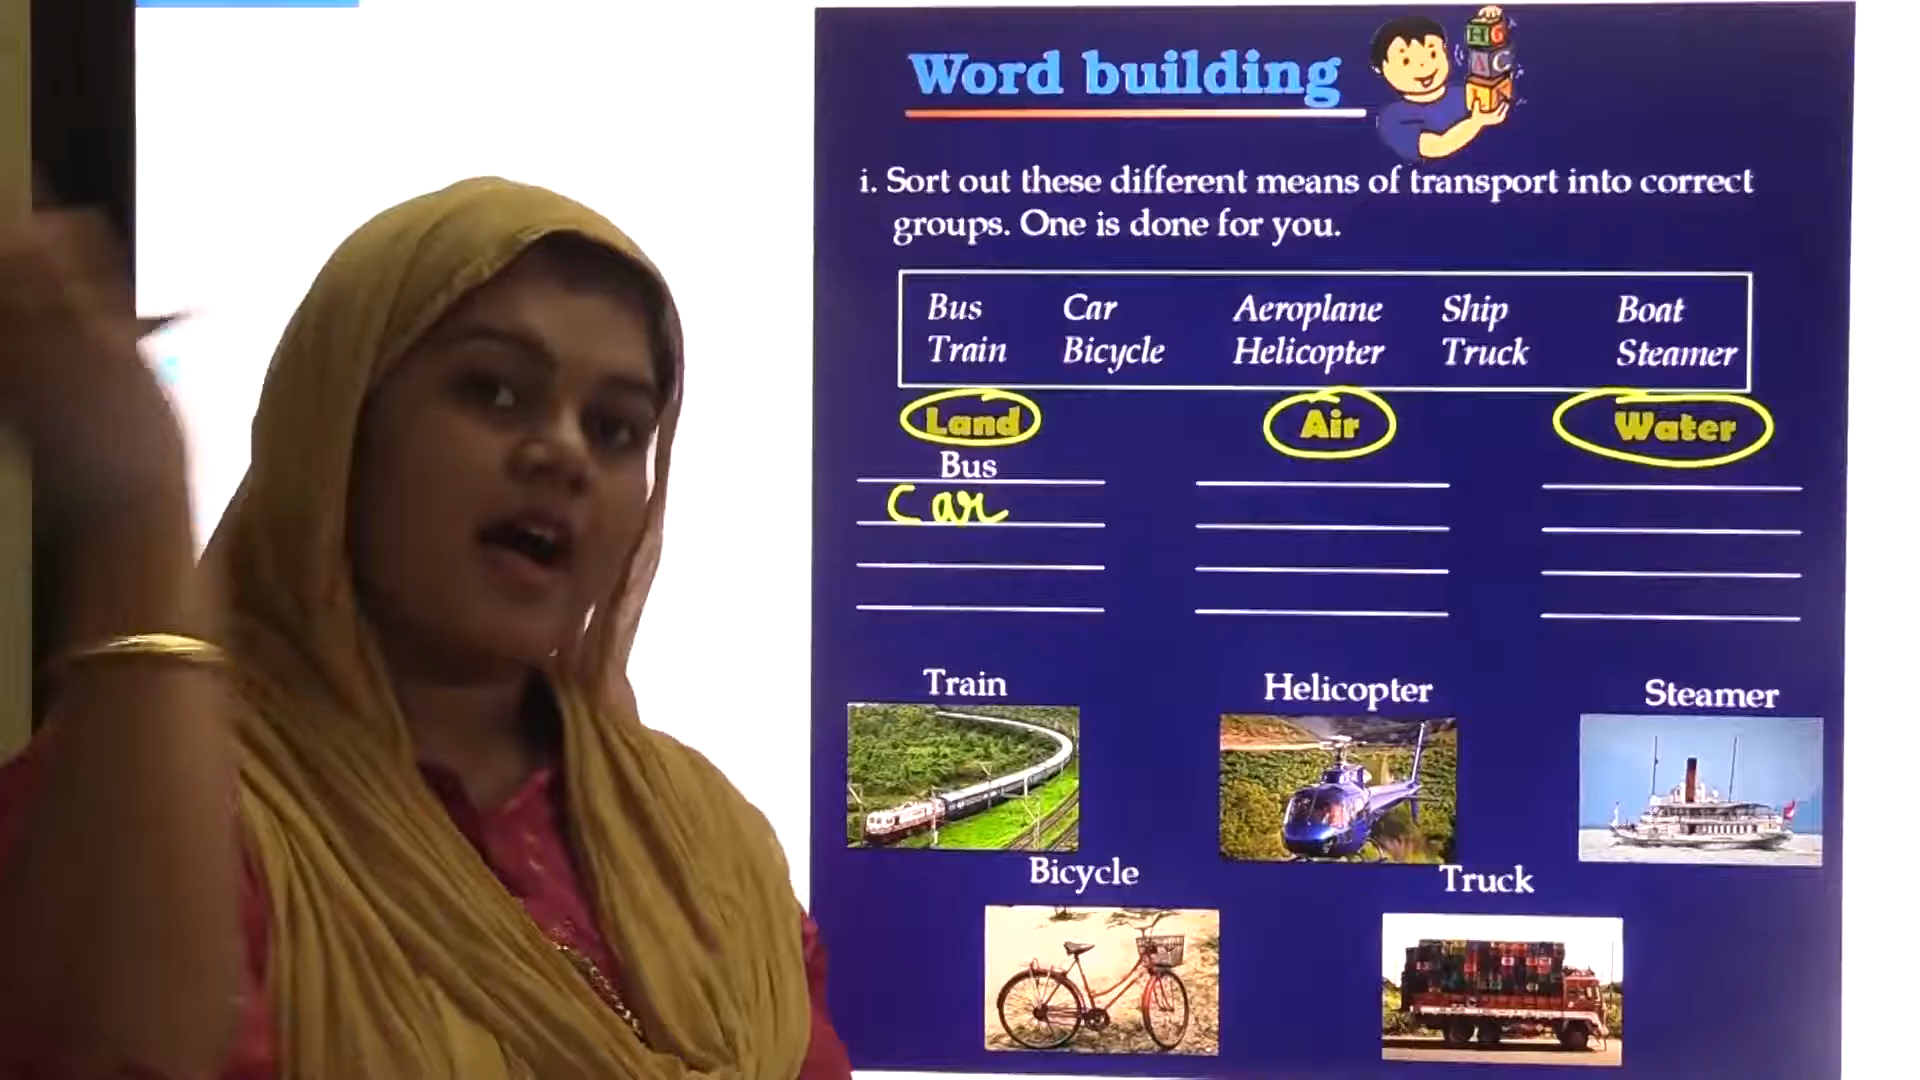 Word building
i. Sort out these different means of transport into correct
groups. One is done for you.
Bus Car Aeroplane Ship Boat
Train Bicycle Helicopter Truck Steamer
Land Air Water
Bus
Car
Train Helicopter Steamer
Bicycle Truck